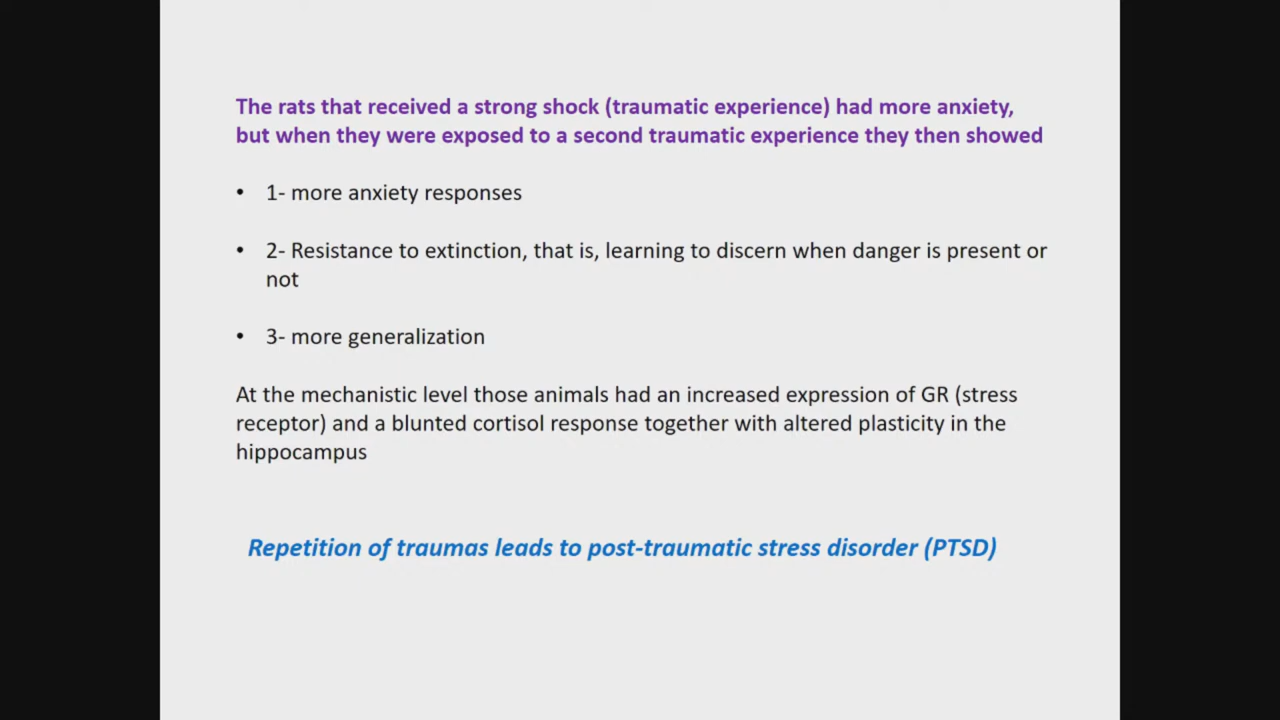 The rats that received a strong shock (traumatic experience) had more anxiety,
but when they were exposed to a second traumatic experience they then showed
• 1- more anxiety responses
• 2- Resistance to extinction, that is, learning to discern when danger is present or
not
• 3- more generalization
At the mechanistic level those animals had an increased expression of GR (stress
receptor) and a blunted cortisol response together with altered plasticity in the
hippocampus
Repetition of traumas leads to post-traumatic stress disorder (PTSD)